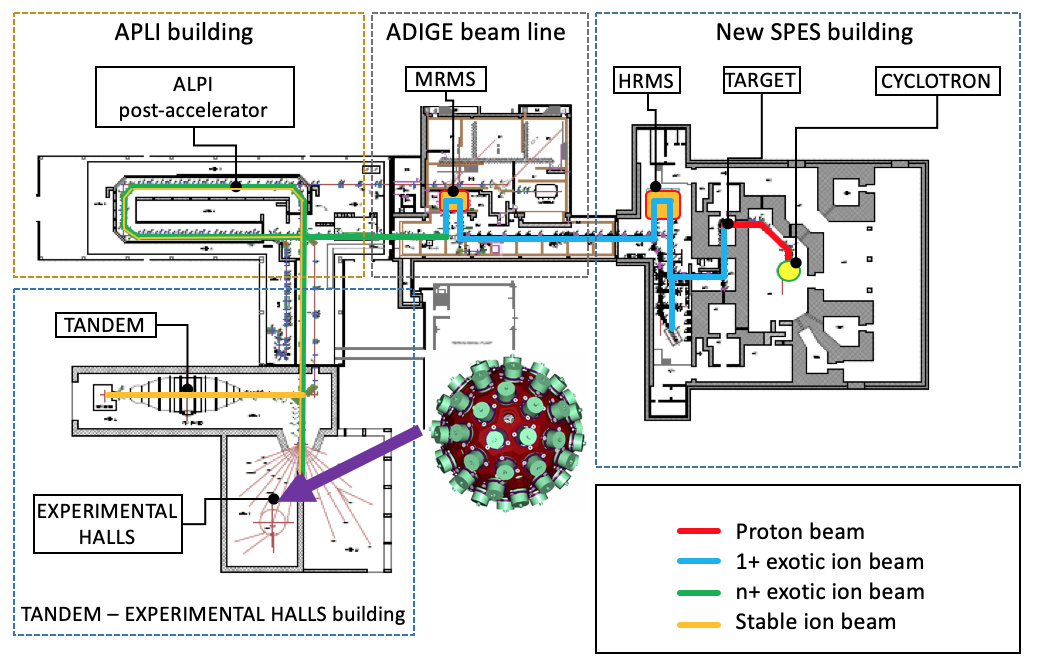 APLI building
ADIGE beam line
New SPES building
ALPI
post-accelerator
MRMS
HRMS
TARGET
CYCLOTRON
TANDEM
EXPERIMENTAL
HALLS
TANDEM – EXPERIMENTAL HALLS building
Proton beam
1+ exotic ion beam
n+ exotic ion beam
Stable ion beam